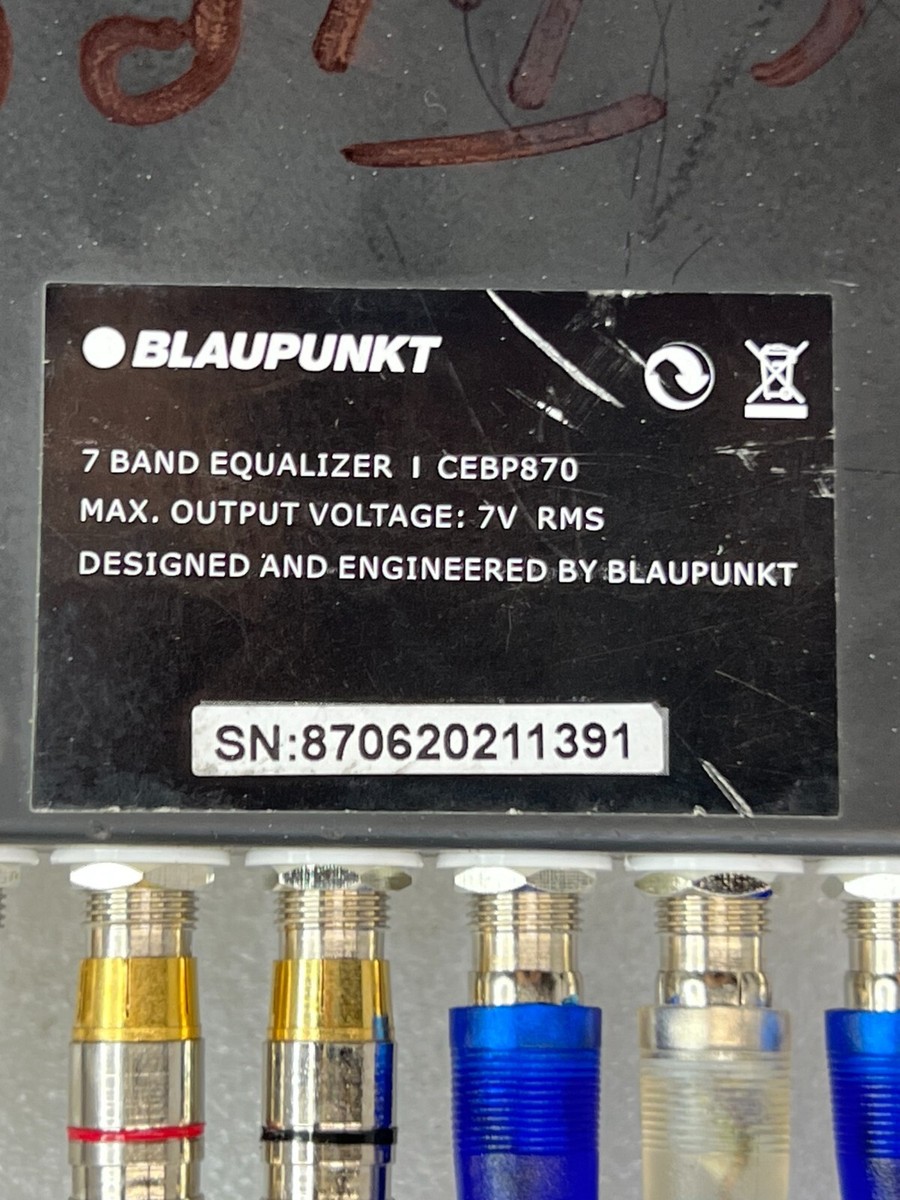 BLAUPUNKT
7 BAND EQUALIZER I CEBP870
MAX. OUTPUT VOLTAGE: 7V RMS
DESIGNED AND ENGINEERED BY BLAUPUNKT
SN:870620211391